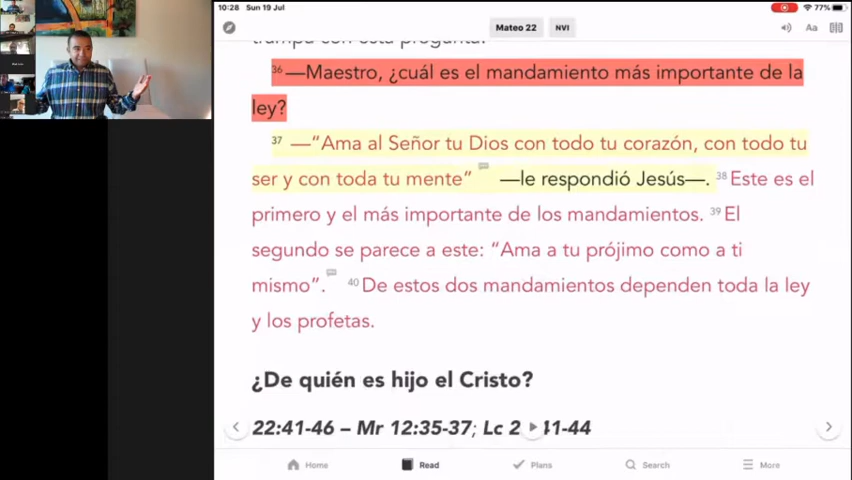 10:28 Sun 19 Jul
77%
Mateo 22 NVI
Aa
trampa con esta pregunta:
36 —Maestro, ¿cuál es el mandamiento más importante de la
ley?
37 —“Ama al Señor tu Dios con todo tu corazón, con todo tu
ser y con toda tu mente” —le respondió Jesús—. 38 Este es el
primero y el más importante de los mandamientos. 39 El
segundo se parece a este: “Ama a tu prójimo como a ti
mismo”. 40 De estos dos mandamientos dependen toda la ley
y los profetas.
¿De quién es hijo el Cristo?
22:41-46 – Mr 12:35-37; Lc 2 41-44
Home Read Plans Search More